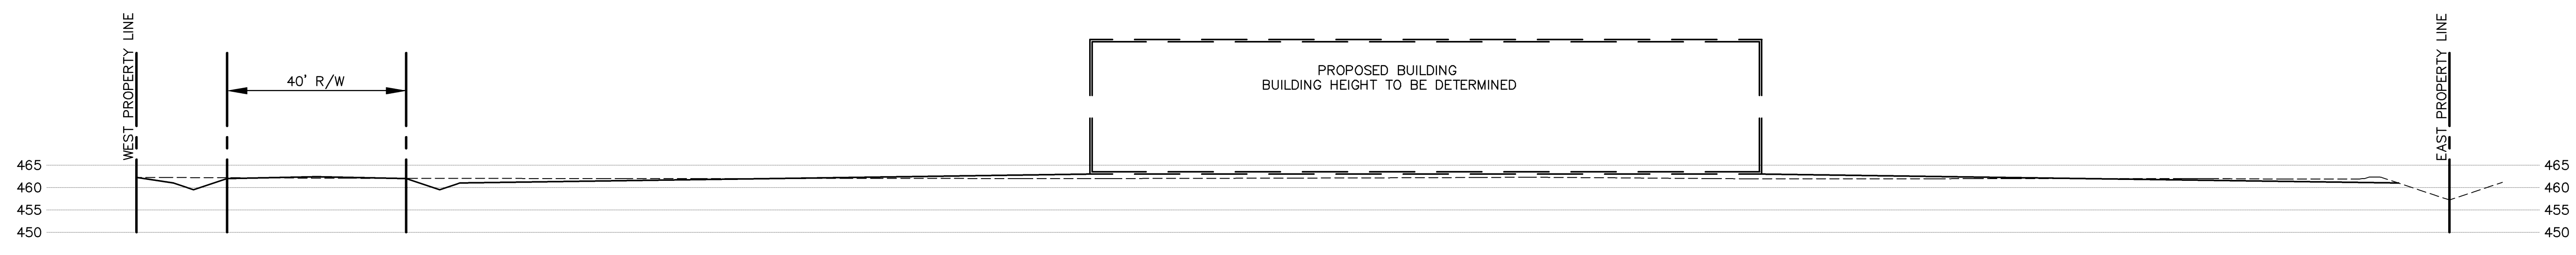 WEST PROPERTY LINE
40' R/W
PROPOSED BUILDING
BUILDING HEIGHT TO BE DETERMINED
EAST PROPERTY LINE
465 465
460 460
455 455
450 450